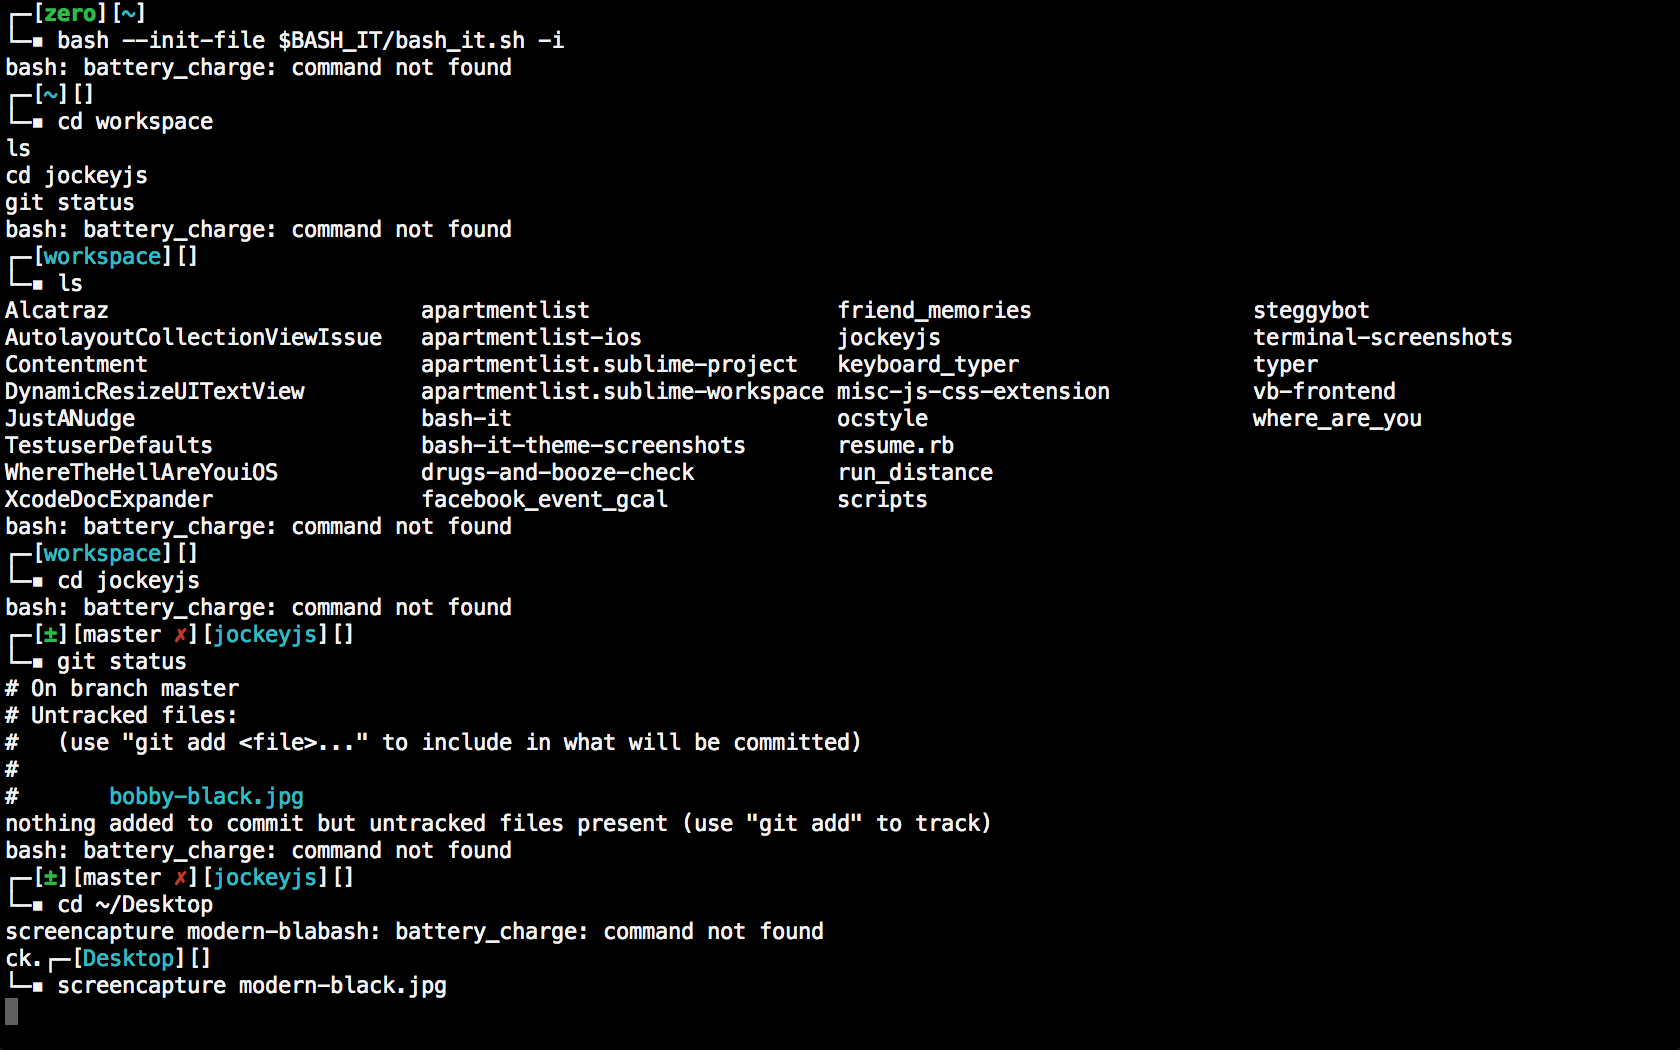 ┌─[zero][~]
└─▪ bash --init-file $BASH_IT/bash_it.sh -i
bash: battery_charge: command not found
┌─[~][]
└─▪ cd workspace
ls
cd jockeyjs
git status
bash: battery_charge: command not found
┌─[workspace][]
└─▪ ls
Alcatraz                        apartmentlist                   friend_memories                 steggybot
AutolayoutCollectionViewIssue   apartmentlist-ios               jockeyjs                        terminal-screenshots
Contentment                     apartmentlist.sublime-project   keyboard_typer                  typer
DynamicResizeUITextView         apartmentlist.sublime-workspace misc-js-css-extension           vb-frontend
JustANudge                      bash-it                         ocstyle                         where_are_you
TestuserDefaults                bash-it-theme-screenshots       resume.rb
WhereTheHellAreYouiOS           drugs-and-booze-check           run_distance
XcodeDocExpander                facebook_event_gcal             scripts
bash: battery_charge: command not found
┌─[workspace][]
└─▪ cd jockeyjs
bash: battery_charge: command not found
┌─[±][master ✗][jockeyjs][]
└─▪ git status
# On branch master
# Untracked files:
#   (use "git add <file>..." to include in what will be committed)
#
#       bobby-black.jpg
nothing added to commit but untracked files present (use "git add" to track)
bash: battery_charge: command not found
┌─[±][master ✗][jockeyjs][]
└─▪ cd ~/Desktop
screencapture modern-blabash: battery_charge: command not found
ck.┌─[Desktop][]
└─▪ screencapture modern-black.jpg